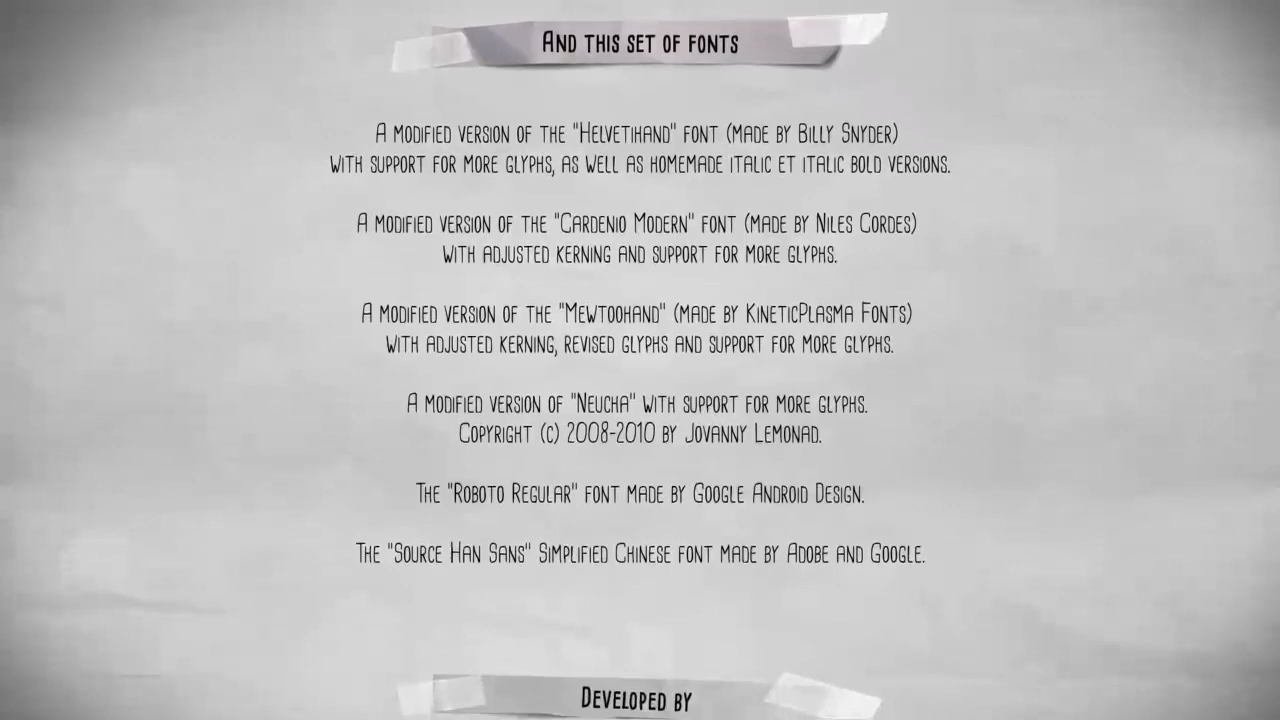 And this set of fonts
A modified version of the "Helvetihand" font (made by Billy Snyder)
with support for more glyphs, as well as homemade italic et italic bold versions.
A modified version of the "Cardenio Modern" font (made by Niles Cordes)
with adjusted kerning and support for more glyphs.
A modified version of the "Mewtoohand" (made by KineticPlasma Fonts)
with adjusted kerning, revised glyphs and support for more glyphs.
A modified version of "Neucha" with support for more glyphs.
Copyright (c) 2008-2010 by Jovanny Lemonad.
The "Roboto Regular" font made by Google Android Design.
The "Source Han Sans" Simplified Chinese font made by Adobe and Google.
Developed by